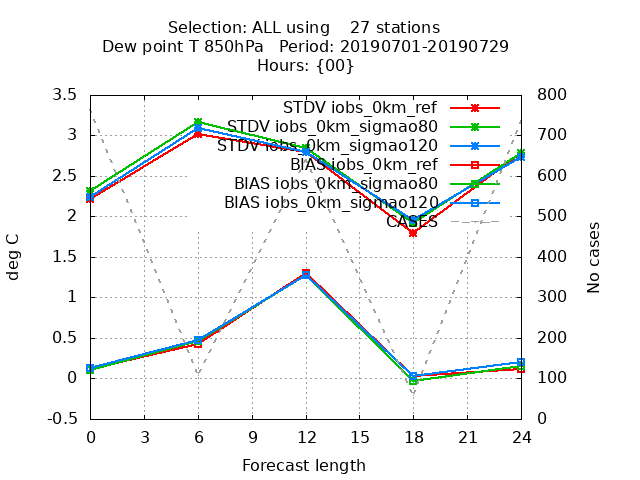 Selection: ALL using 27 stations
Dew point T 850hPa Period: 20190701-20190729
Hours: {00}
3.5
3
2.5
2
1.5
1
0.5
0
-0.5
deg C
STDV iobs_0km_ref
STDV iobs_0km_sigmao80
STDV iobs_0km_sigmao120
BIAS iobs_0km_ref
BIAS iobs_0km_sigmao80
BIAS iobs_0km_sigmao120
CASES
800
700
600
500
400
300
200
100
0
No cases
0 3 6 9 12 15 18 21 24
Forecast length